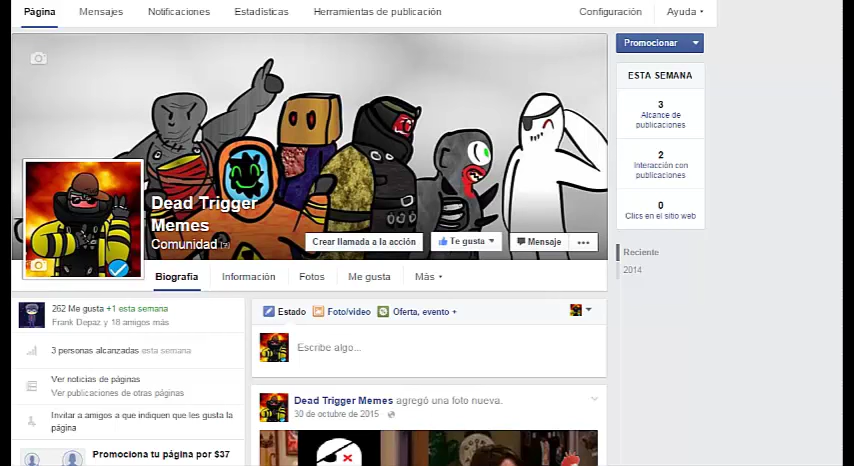 Página Mensajes Notificaciones Estadísticas Herramientas de publicación Configuración Ayuda
Promocionar
ESTA SEMANA
3
Alcance de
publicaciones
2
Interacción con
publicaciones
0
Clics en el sitio web
Reciente
2014
Dead Trigger
Memes
Comunidad
Crear llamada a la acción Te gusta Mensaje ...
Biografía Información Fotos Me gusta Más
262 Me gusta +1 esta semana
Frank Depaz y 18 amigos más
3 personas alcanzadas esta semana
Ver noticias de páginas
Ver publicaciones de otras páginas
Invitar a amigos a que indiquen que les gusta la
página
Promociona tu página por $37
Estado Foto/video Oferta, evento +
Escribe algo...
Dead Trigger Memes agregó una foto nueva.
30 de octubre de 2015